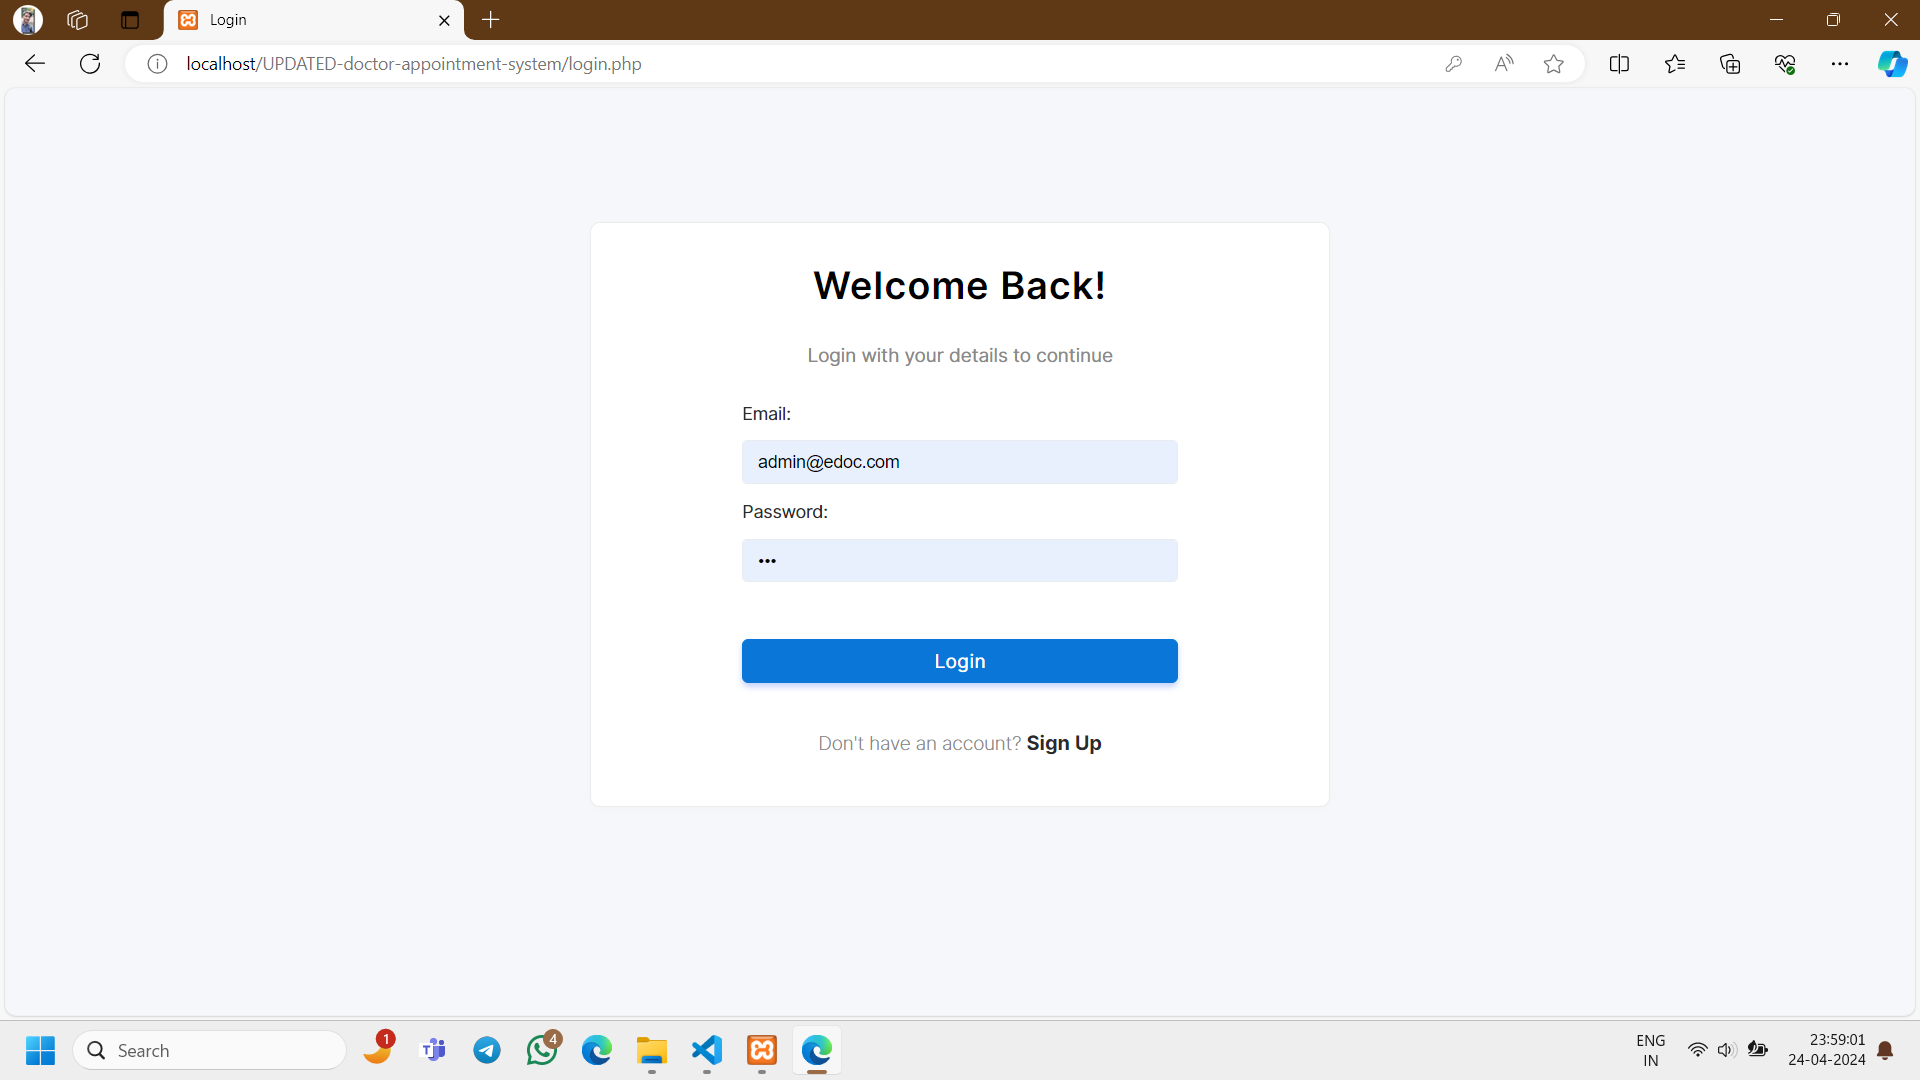 Login
localhost/UPDATED-doctor-appointment-system/login.php
Welcome Back!
Login with your details to continue
Email:
admin@edoc.com
Password:
•••
Login
Don't have an account? Sign Up
Search
1
4
ENG
IN
23:59:01
24-04-2024